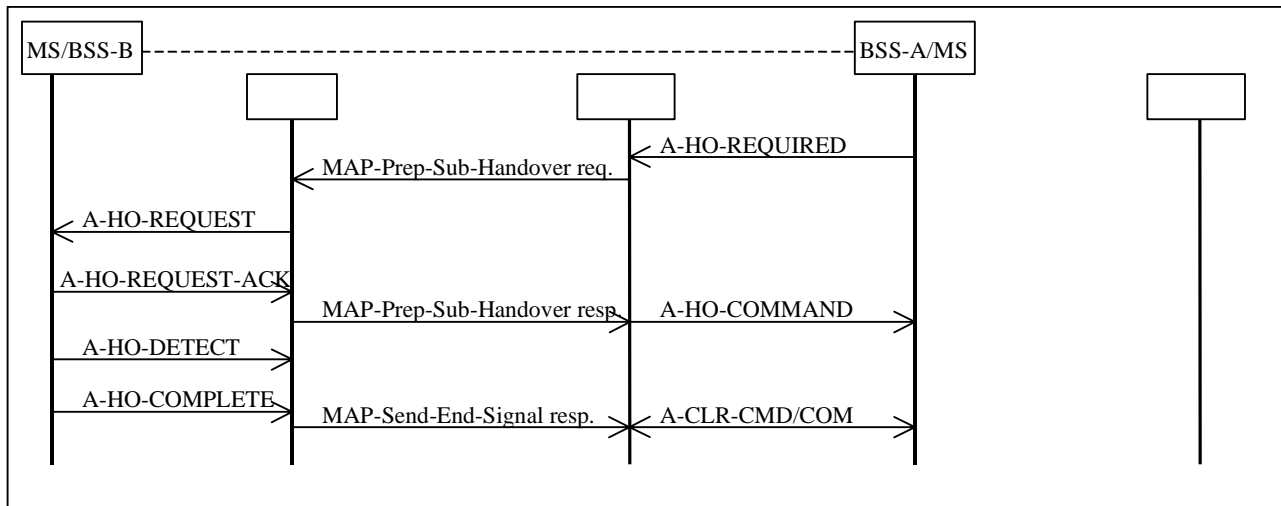 MS/BSS-B
BSS-A/MS
A-HO-REQUIRED
MAP-Prep-Sub-Handover req.
A-HO-REQUEST
A-HO-REQUEST-ACK
MAP-Prep-Sub-Handover resp.
A-HO-COMMAND
A-HO-DETECT
A-HO-COMPLETE
MAP-Send-End-Signal resp.
A-CLR-CMD/COM